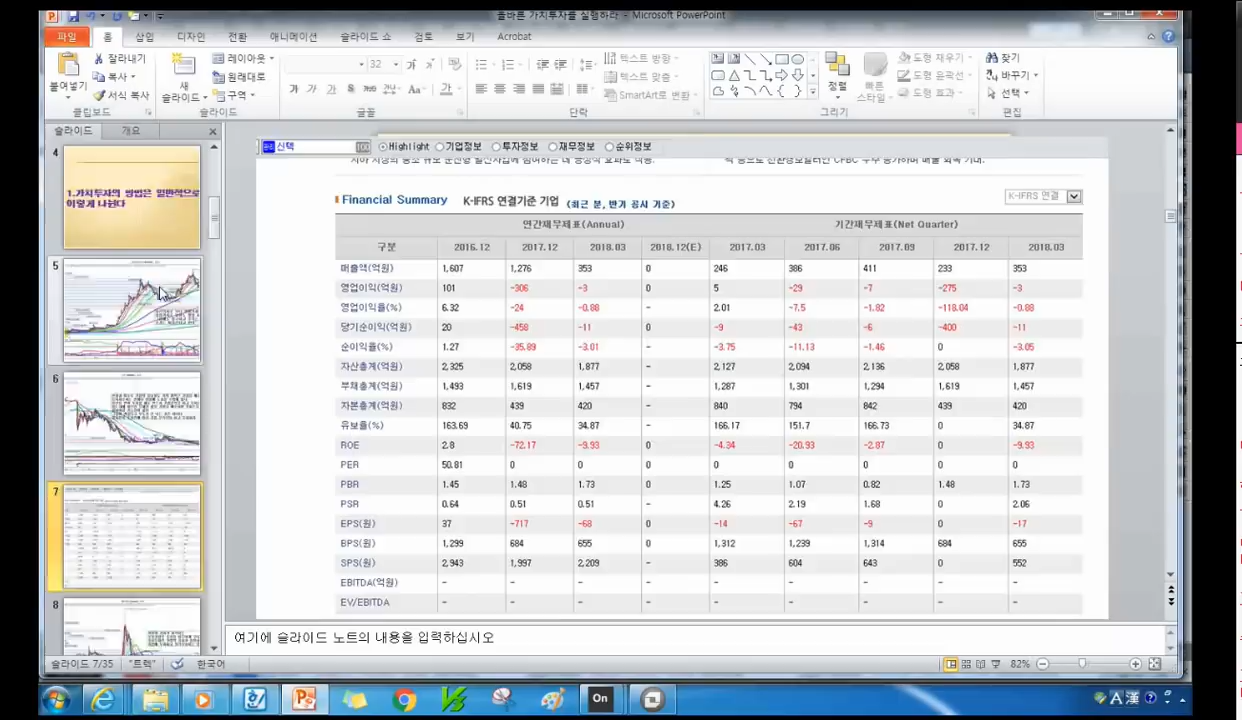 올바른 가치투자를 실행하라 - Microsoft PowerPoint
파일 홈 삽입 디자인 전환 애니메이션 슬라이드 쇼 검토 보기 Acrobat
붙여넣기 잘라내기 복사 서식 복사 클립보드
새 슬라이드 레이아웃 원래대로 구역 슬라이드
32 가 가 가 가 가 Aa 글꼴
텍스트 방향 텍스트 맞춤 SmartArt로 변환 단락
정렬 빠른 스타일 도형 채우기 도형 윤곽선 도형 효과 그리기
찾기 바꾸기 선택 편집
슬라이드 개요
4
1.가치투자의 방법은 일반적으로
이렇게 나뉜다
5
6
7
8
신텍 Highlight 기업정보 투자정보 재무정보 순위정보
Financial Summary K-IFRS 연결기준 기업 (최근 분, 반기 공시 기준) K-IFRS 연결
연간재무제표(Annual) 기간재무제표(Net Quarter)
구분 2016.12 2017.12 2018.03 2018.12(E) 2017.03 2017.06 2017.09 2017.12 2018.03
매출액(억원) 1,607 1,276 353 0 246 386 411 233 353
영업이익(억원) 101 -306 -3 0 5 -29 -7 -275 -3
영업이익률(%) 6.32 -24 -0.88 - 2.01 -7.5 -1.82 -118.04 -0.88
당기순이익(억원) 20 -458 -11 0 -9 -43 -6 -400 -11
순이익률(%) 1.27 -35.89 -3.01 - -3.75 -11.13 -1.46 0 -3.05
자산총계(억원) 2,325 2,058 1,877 - 2,127 2,094 2,136 2,058 1,877
부채총계(억원) 1,493 1,619 1,457 - 1,287 1,301 1,294 1,619 1,457
자본총계(억원) 832 439 420 - 840 794 842 439 420
유보율(%) 163.69 40.75 34.87 - 166.17 151.7 166.73 0 34.87
ROE 2.8 -72.17 -9.93 0 -4.34 -20.93 -2.87 0 -9.93
PER 50.81 0 0 0 0 0 0 0 0
PBR 1.45 1.48 1.73 - 1.25 1.07 0.82 1.48 1.73
PSR 0.64 0.51 0.51 - 4.26 2.19 1.68 0 2.06
EPS(원) 37 -717 -68 0 -14 -67 -9 0 -17
BPS(원) 1,299 684 655 0 1,312 1,239 1,314 684 655
SPS(원) 2,943 1,997 2,209 - 386 604 643 0 552
EBITDA(억원) - - - - - - - - -
EV/EBITDA - - - - - - - - -
여기에 슬라이드 노트의 내용을 입력하십시오
슬라이드 7/35 "트렉" 한국어 82%
On A 漢